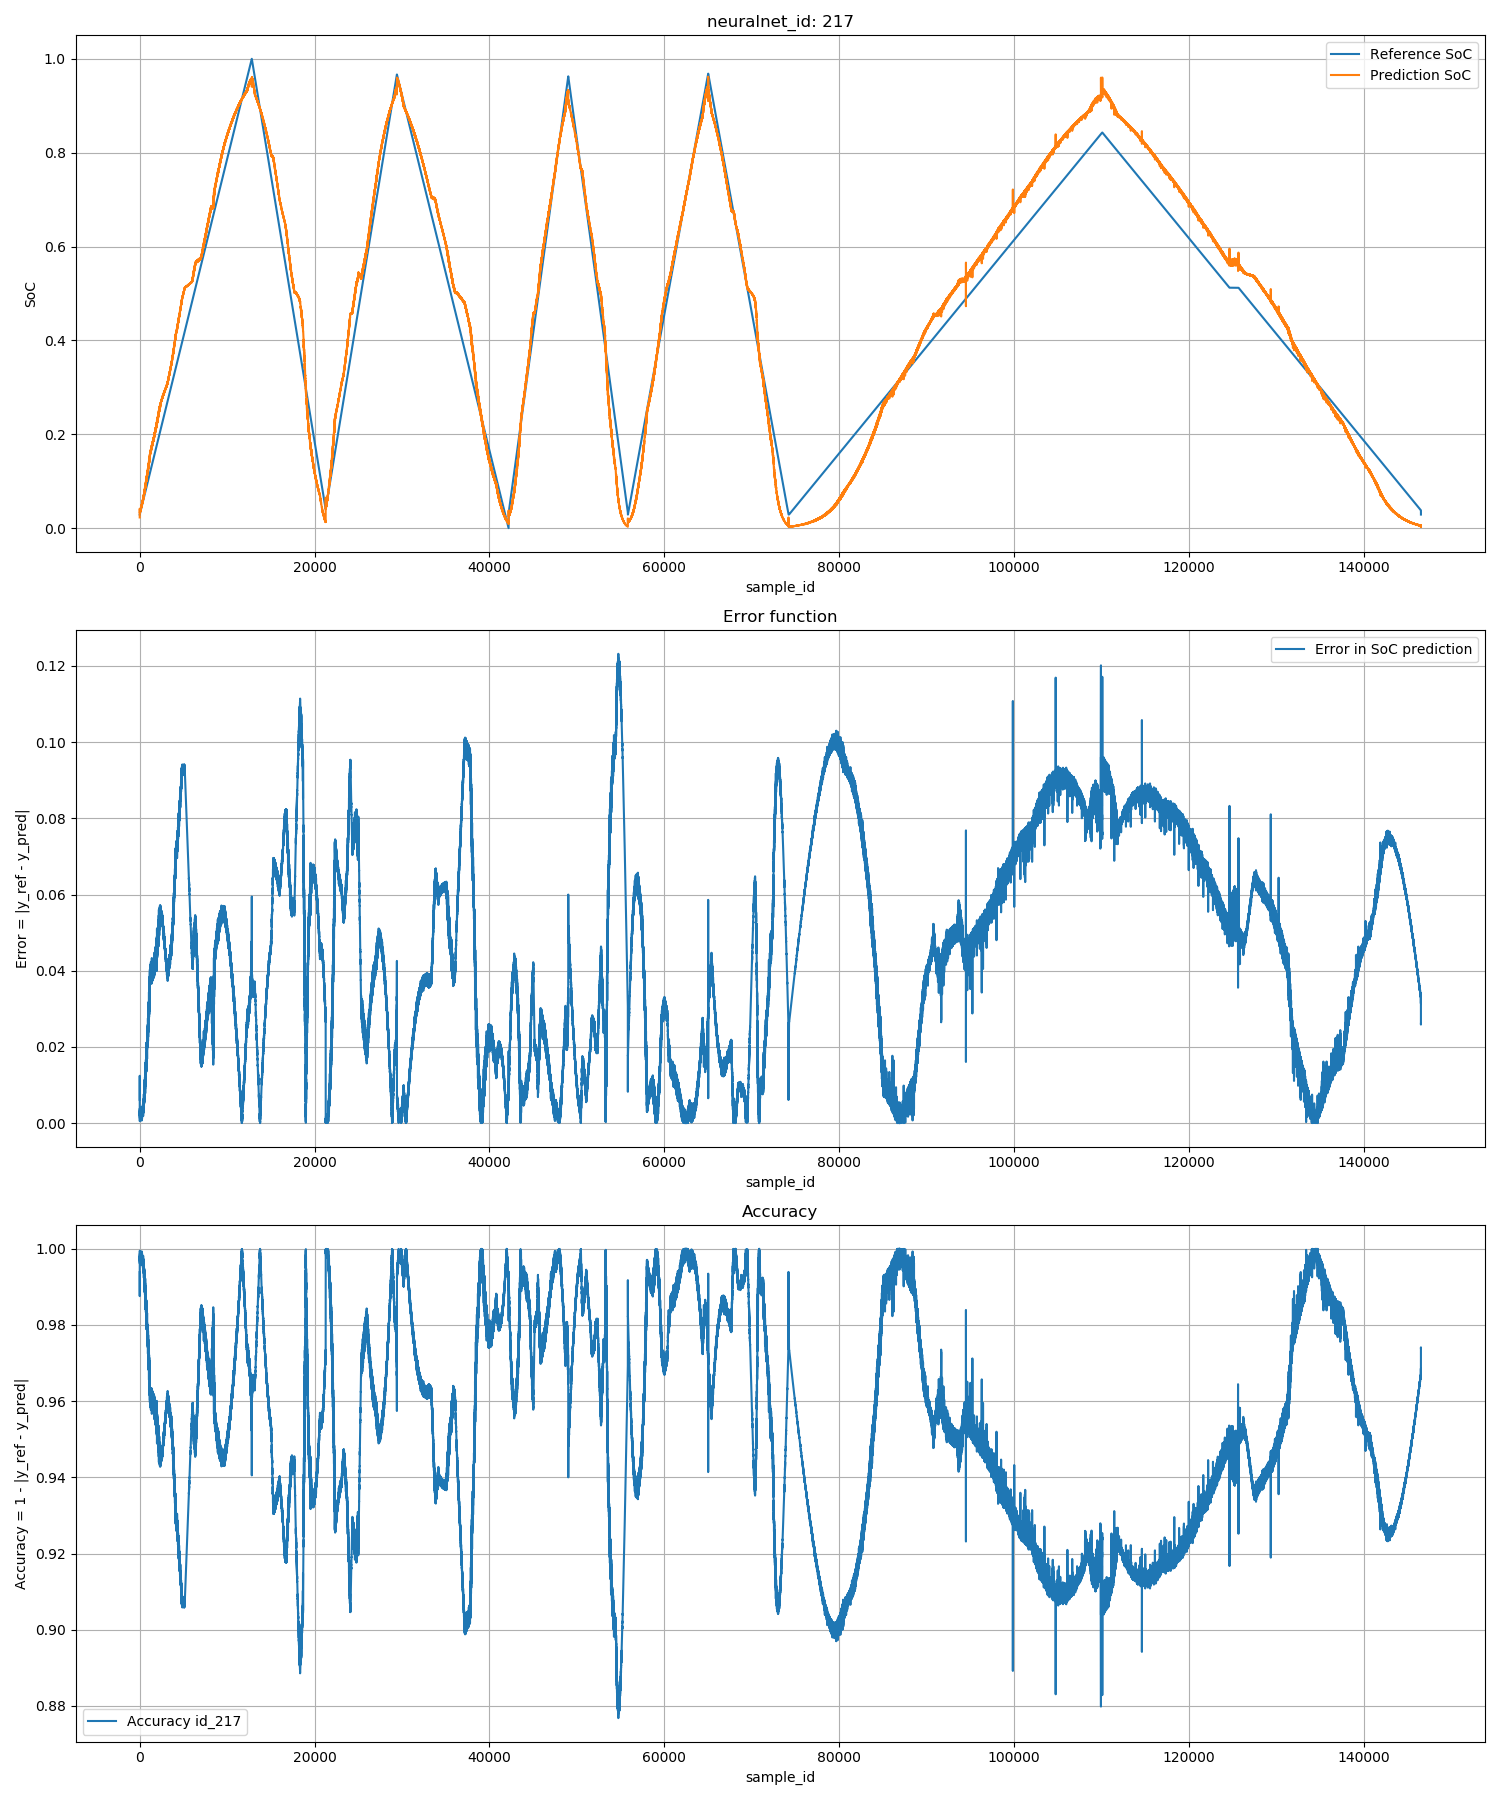 neuralnet_id: 217
Reference SoC
Prediction SoC
1.0
0.8
0.6
0.4
0.2
0.0
SoC
0 20000 40000 60000 80000 100000 120000 140000
sample_id
Error function
Error in SoC prediction
0.12
0.10
0.08
0.06
0.04
0.02
0.00
Error = |y_ref - y_pred|
0 20000 40000 60000 80000 100000 120000 140000
sample_id
Accuracy
1.00
0.98
0.96
0.94
0.92
0.90
0.88
Accuracy = 1 - |y_ref - y_pred|
Accuracy id_217
0 20000 40000 60000 80000 100000 120000 140000
sample_id